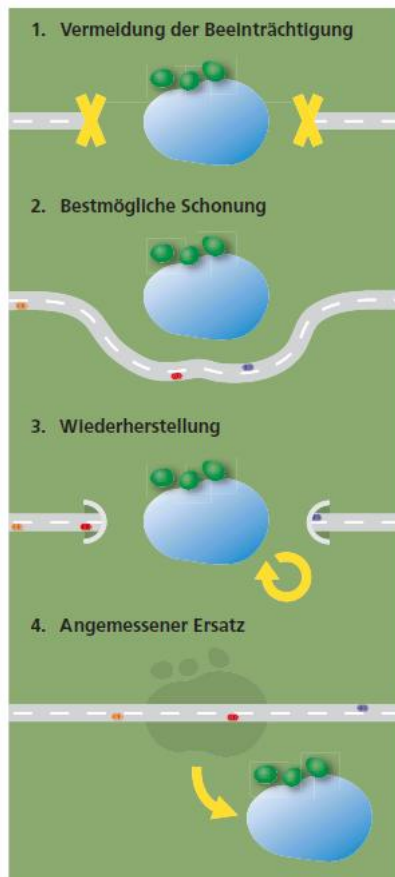 1. Vermeidung der Beeinträchtigung
2. Bestmögliche Schonung
3. Wiederherstellung
4. Angemessener Ersatz